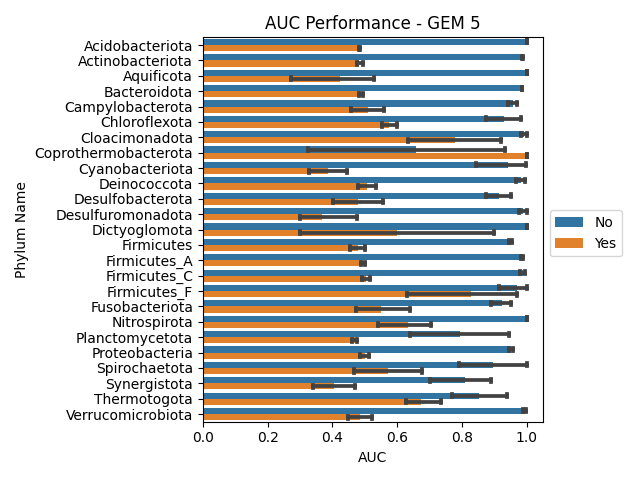 AUC Performance - GEM 5
Acidobacteriota
Actinobacteriota
Aquificota
Bacteroidota
Campylobacterota
Chloroflexota
Cloacimonadota
Coprothermobacterota
Cyanobacteriota
Deinococcota
Desulfobacterota
Desulfuromonadota
Dictyoglomota
Firmicutes
Firmicutes_A
Firmicutes_C
Firmicutes_F
Fusobacteriota
Nitrospirota
Planctomycetota
Proteobacteria
Spirochaetota
Synergistota
Thermotogota
Verrucomicrobiota
Phylum Name
0.0 0.2 0.4 0.6 0.8 1.0
AUC
No
Yes